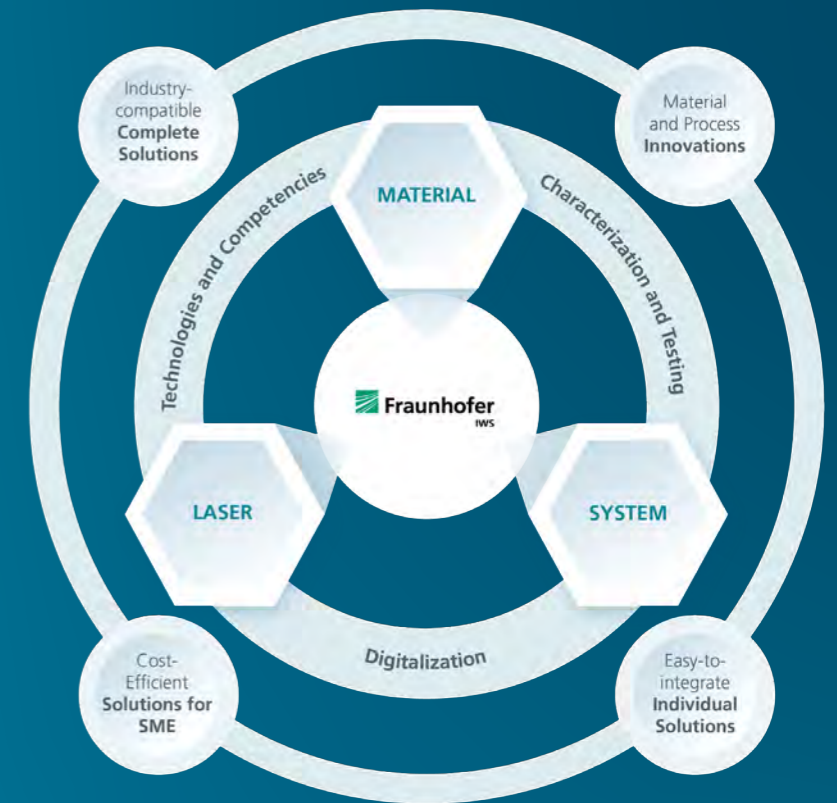 Industry-
compatible
Complete
Solutions
Material
and Process
Innovations
MATERIAL
Technologies and Competencies
Characterization and Testing
Fraunhofer
IWS
LASER
SYSTEM
Digitalization
Cost-
Efficient
Solutions for
SME
Easy-to-
integrate
Individual
Solutions